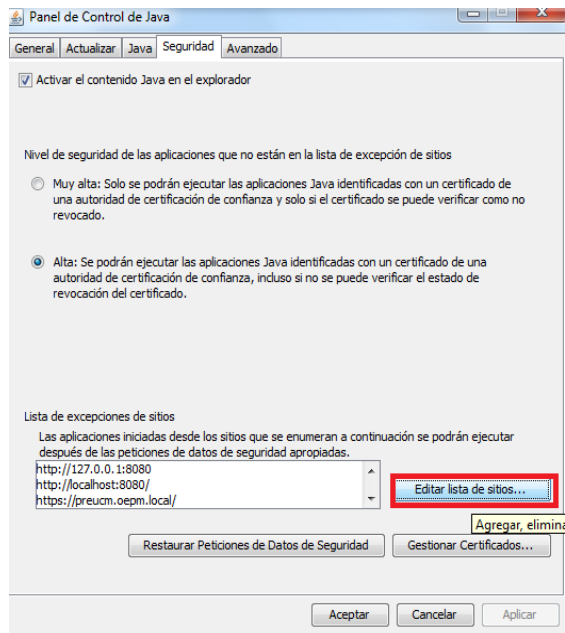 Panel de Control de Java
General Actualizar Java Seguridad Avanzado
Activar el contenido Java en el explorador
Nivel de seguridad de las aplicaciones que no están en la lista de excepción de sitios
Muy alta: Solo se podrán ejecutar las aplicaciones Java identificadas con un certificado de
una autoridad de certificación de confianza y solo si el certificado se puede verificar como no
revocado.
Alta: Se podrán ejecutar las aplicaciones Java identificadas con un certificado de una
autoridad de certificación de confianza, incluso si no se puede verificar el estado de
revocación del certificado.
Lista de excepciones de sitios
Las aplicaciones iniciadas desde los sitios que se enumeran a continuación se podrán ejecutar
después de las peticiones de datos de seguridad apropiadas.
http://127.0.0.1:8080
http://localhost:8080/
https://preucm.oepm.local/
Editar lista de sitios...
Agregar, elimina
Restaurar Peticiones de Datos de Seguridad Gestionar Certificados...
Aceptar Cancelar Aplicar